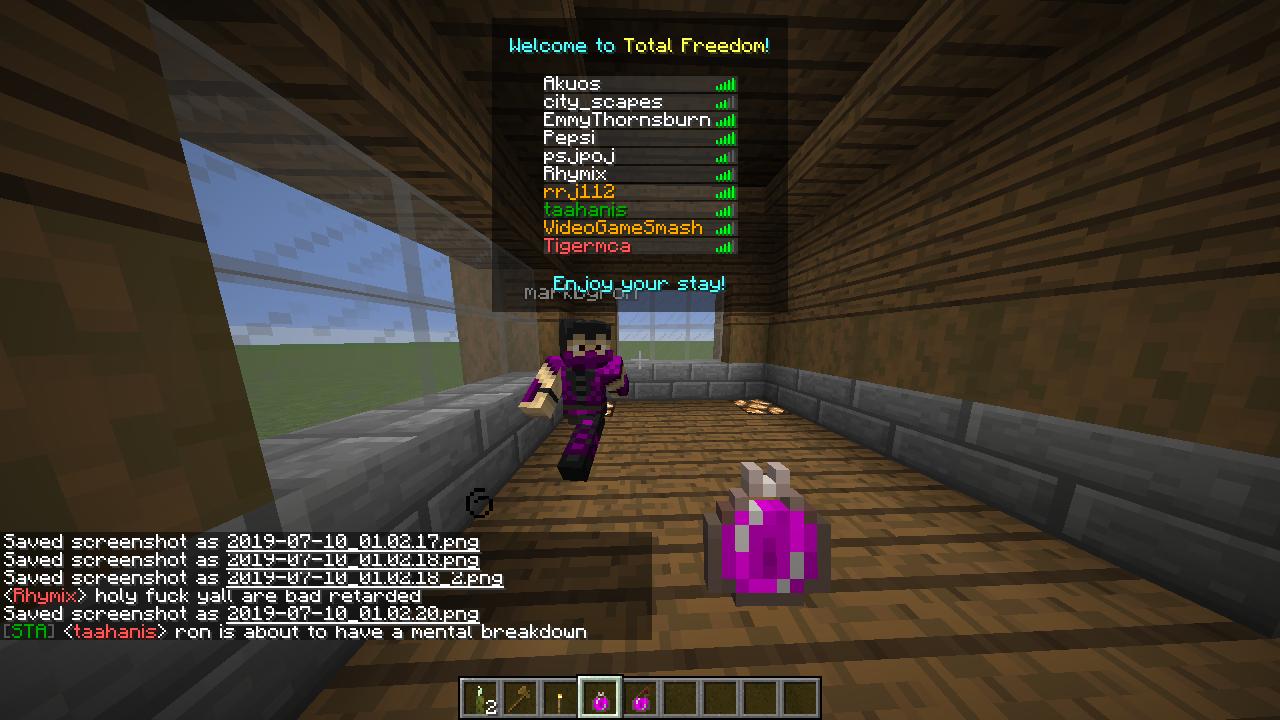 Welcome to Total Freedom!
Akuos
city_scapes
EmmyThornsburn
Pepsi
psjpoj
Rhymix
rrj112
taahanis
VideoGameSmash
Tigermca
Enjoy your stay!
markbyron
Saved screenshot as 2019-07-10_01.02.17.png
Saved screenshot as 2019-07-10_01.02.18.png
Saved screenshot as 2019-07-10_01.02.18_2.png
<Rhymix> holy fuck yall are bad retarded
Saved screenshot as 2019-07-10_01.02.20.png
[STA] <taahanis> ron is about to have a mental breakdown
2